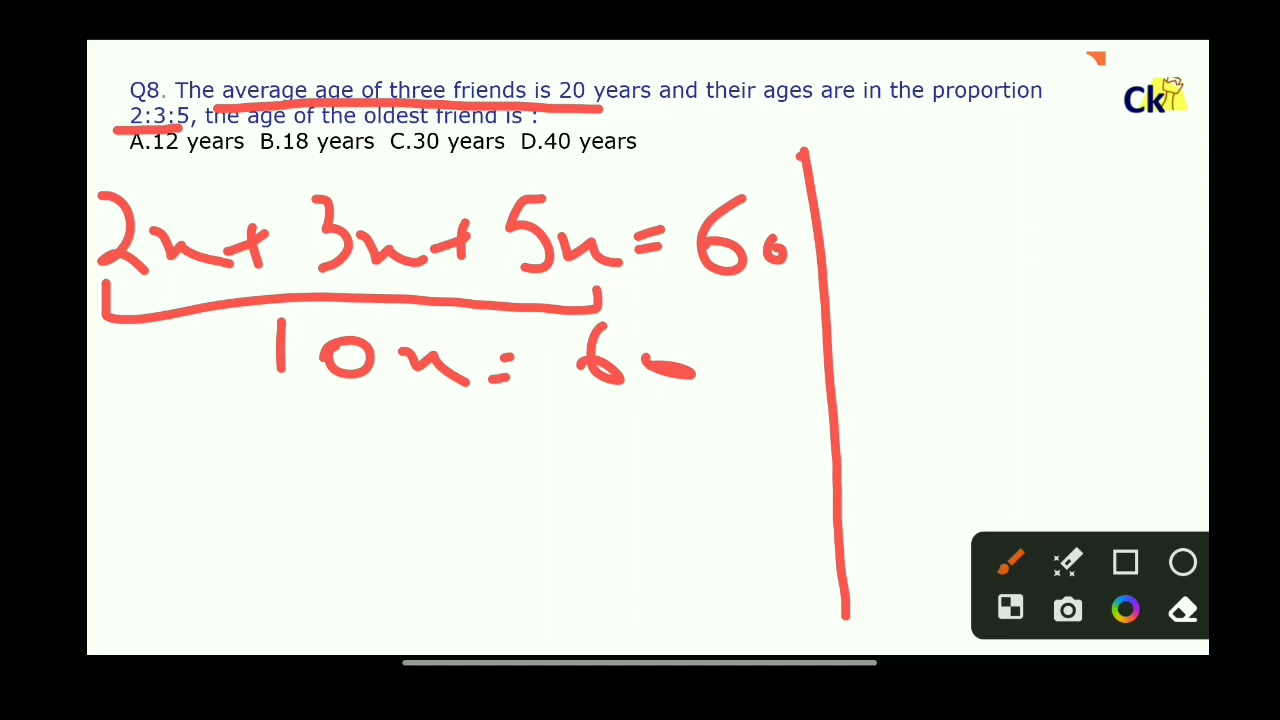 Q8. The average age of three friends is 20 years and their ages are in the proportion
2:3:5, the age of the oldest friend is :
A.12 years B.18 years C.30 years D.40 years
Ck
2x + 3x + 5x = 60
10x = 60